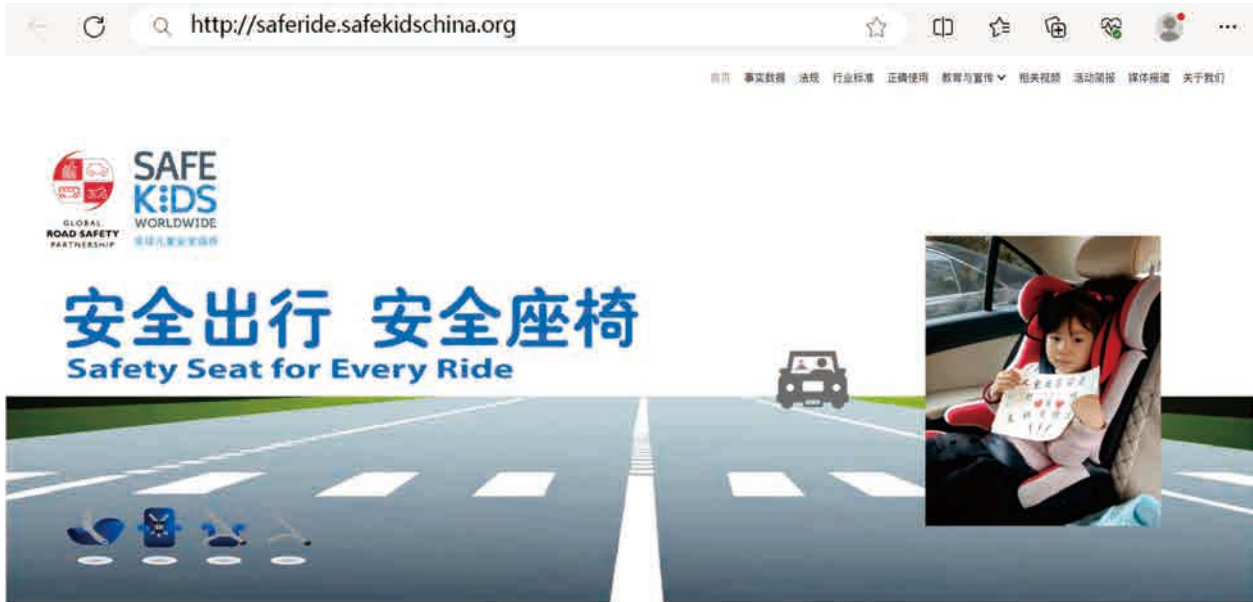 http://saferide.safekidschina.org
首页 事实数据 法规 行业标准 正确使用 教育与宣传 相关视频 活动简报 媒体报道 关于我们
SAFE
KIDS
WORLDWIDE
全球儿童安全组织
GLOBAL
ROAD SAFETY
PARTNERSHIP
安全出行 安全座椅
Safety Seat for Every Ride